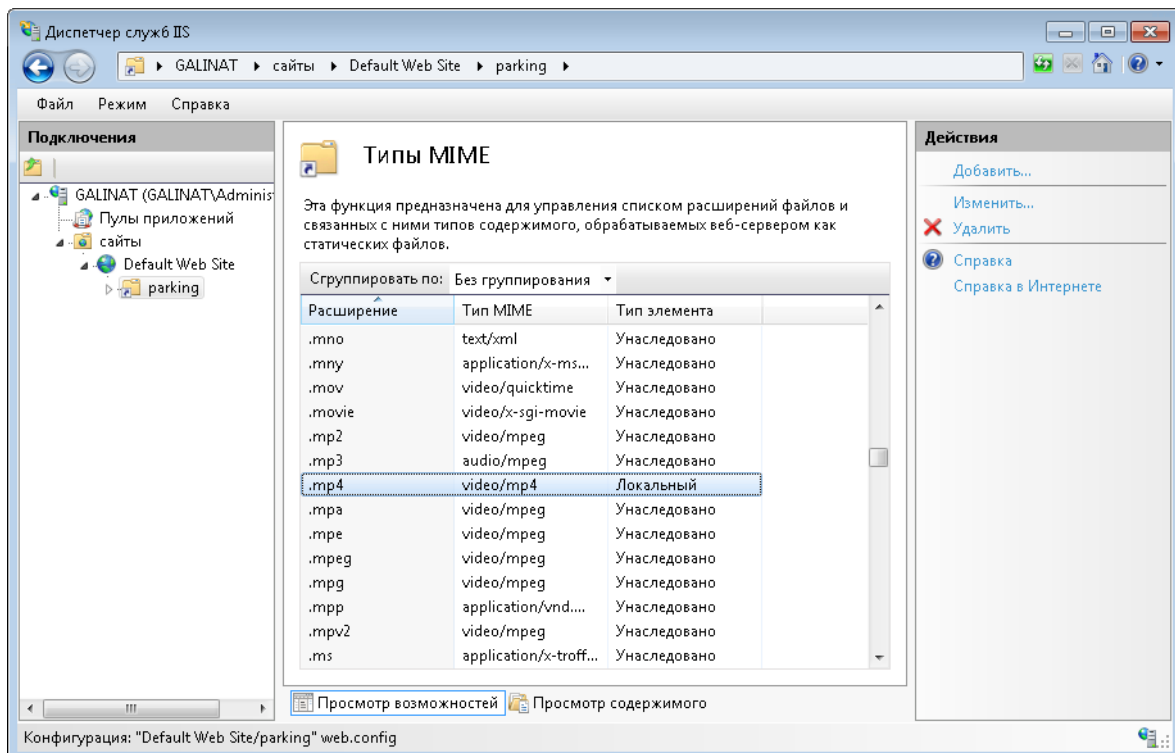 Диспетчер служб IIS
GALINAT ▸ сайты ▸ Default Web Site ▸ parking ▸
Файл Режим Справка
Подключения
GALINAT (GALINAT\Adminis
Пулы приложений
сайты
Default Web Site
parking
Типы MIME
Эта функция предназначена для управления списком расширений файлов и
связанных с ними типов содержимого, обрабатываемых веб-сервером как
статических файлов.
Сгруппировать по: Без группирования
Расширение Тип MIME Тип элемента
.mno text/xml Унаследовано
.mny application/x-ms... Унаследовано
.mov video/quicktime Унаследовано
.movie video/x-sgi-movie Унаследовано
.mp2 video/mpeg Унаследовано
.mp3 audio/mpeg Унаследовано
.mp4 video/mp4 Локальный
.mpa video/mpeg Унаследовано
.mpe video/mpeg Унаследовано
.mpeg video/mpeg Унаследовано
.mpg video/mpeg Унаследовано
.mpp application/vnd.... Унаследовано
.mpv2 video/mpeg Унаследовано
.ms application/x-troff... Унаследовано
Просмотр возможностей Просмотр содержимого
Действия
Добавить...
Изменить...
Удалить
Справка
Справка в Интернете
Конфигурация: "Default Web Site/parking" web.config